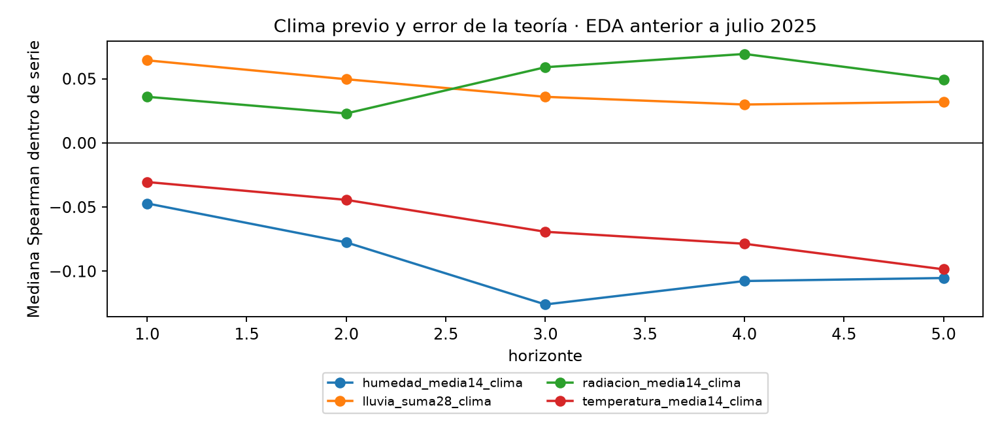 Clima previo y error de la teoría · EDA anterior a julio 2025
Mediana Spearman dentro de serie
0.05
0.00
−0.05
−0.10
1.0 1.5 2.0 2.5 3.0 3.5 4.0 4.5 5.0
horizonte
humedad_media14_clima radiacion_media14_clima
lluvia_suma28_clima temperatura_media14_clima